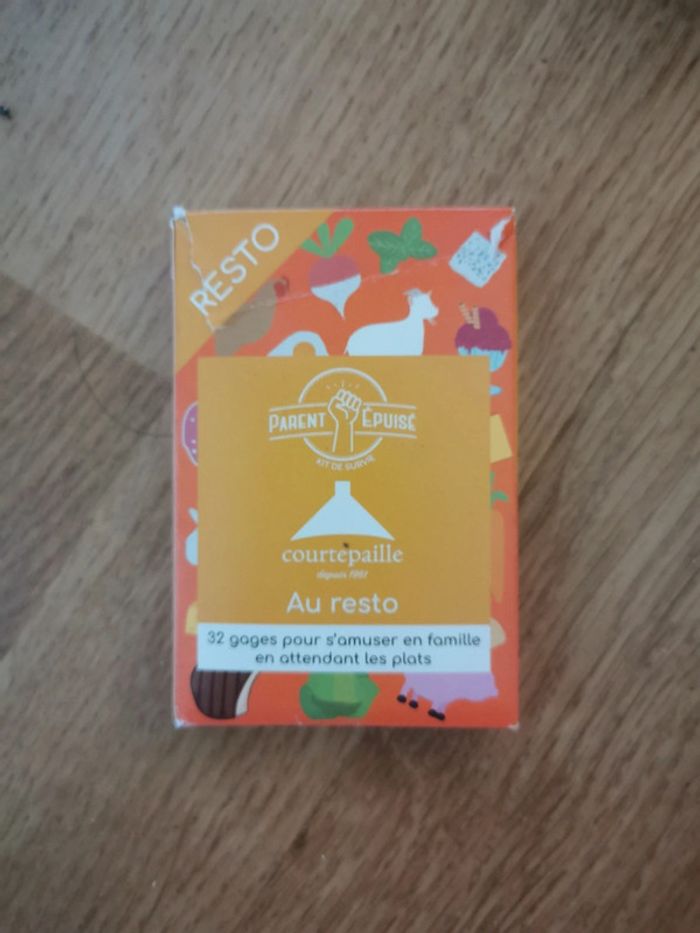 RESTO
PARENT ÉPUISÉ
KIT DE SURVIE
courtepaille
depuis 1961
Au resto
32 gages pour s'amuser en famille
en attendant les plats